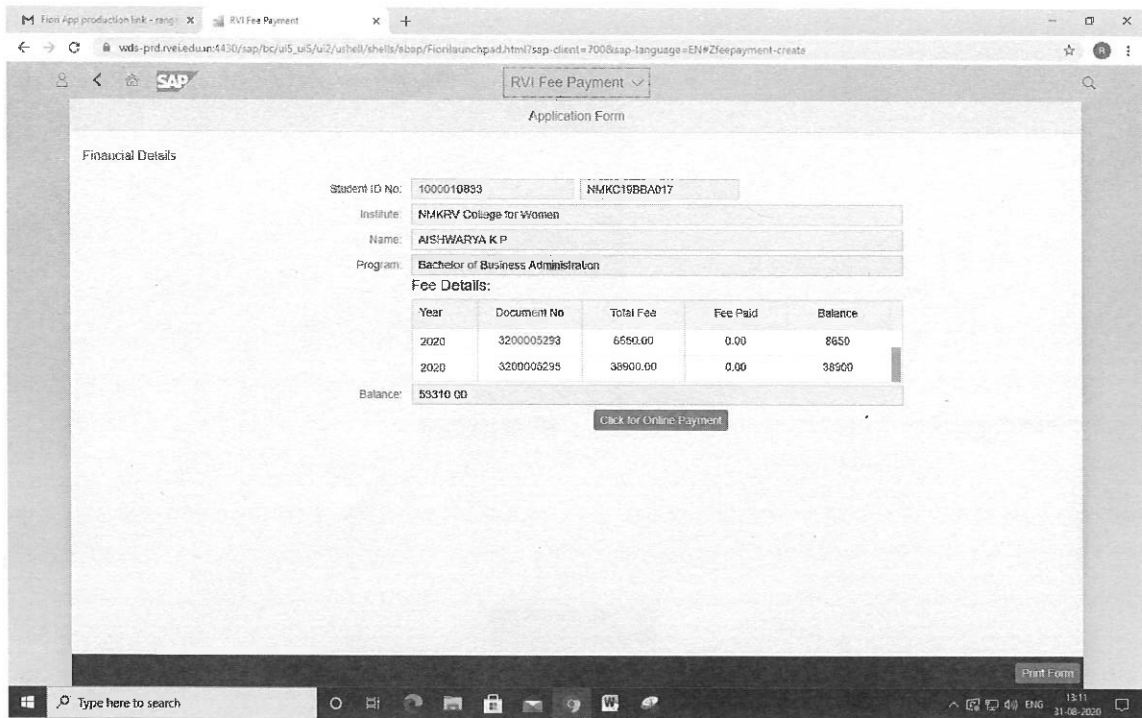 Fiori App production link - rang
RVI Fee Payment
wds-prd.rvei.edu.in:4430/sap/bc/ui5_ui5/ui2/ushell/shells/abap/Fiorilaunchpad.html?sap-client=700&sap-language=EN#Zfeepayment-create
R
SAP
RVI Fee Payment
Application Form
Financial Details
Student ID No: 1000010833 NMKC19BBA017
Institute: NMKRV College for Women
Name: AISHWARYA K P
Program: Bachelor of Business Administration
Fee Details:
Year Document No Total Fee Fee Paid Balance
2020 3200005293 0.00 8650
2020 3200005295 38900.00 0.00 38900
Balance:
Click for Online Payment
Print Form
Type here to search
ENG
13:11
31-08-2020